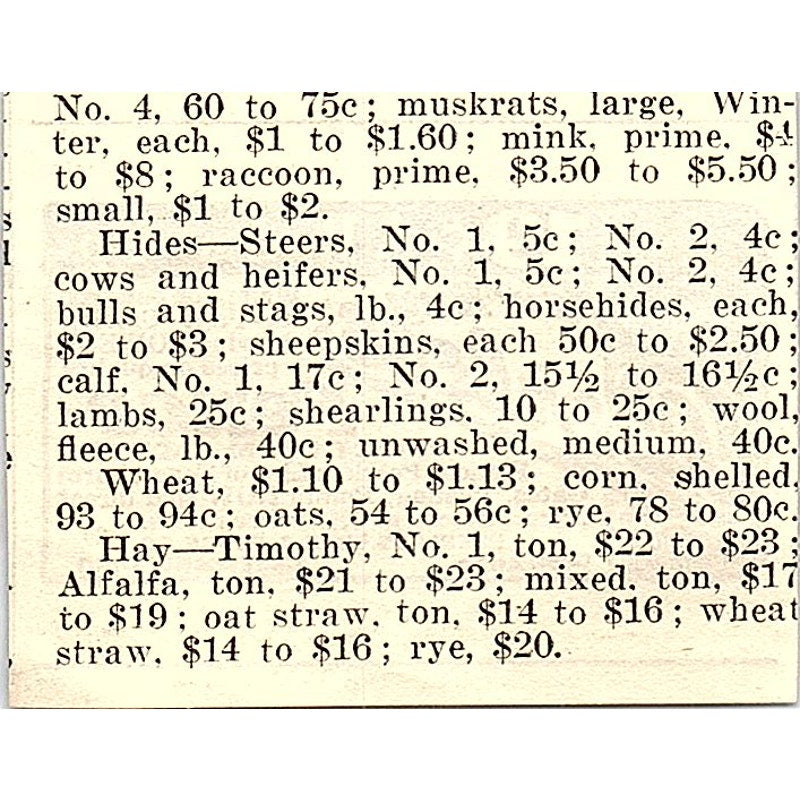 No. 4, 60 to 75c; muskrats, large, Win-
ter, each, $1 to $1.60; mink, prime, $4
to $8; raccoon, prime, $3.50 to $5.50;
small, $1 to $2.
Hides—Steers, No. 1, 5c; No. 2, 4c;
cows and heifers, No. 1, 5c; No. 2, 4c;
bulls and stags, lb., 4c; horsehides, each,
$2 to $3; sheepskins, each 50c to $2.50;
calf, No. 1, 17c; No. 2, 15½ to 16½c;
lambs, 25c; shearlings, 10 to 25c; wool,
fleece, lb., 40c; unwashed, medium, 40c.
Wheat, $1.10 to $1.13; corn, shelled,
93 to 94c; oats, 54 to 56c; rye, 78 to 80c.
Hay—Timothy, No. 1, ton, $22 to $23;
Alfalfa, ton, $21 to $23; mixed, ton, $17
to $19; oat straw, ton, $14 to $16; wheat
straw, $14 to $16; rye, $20.